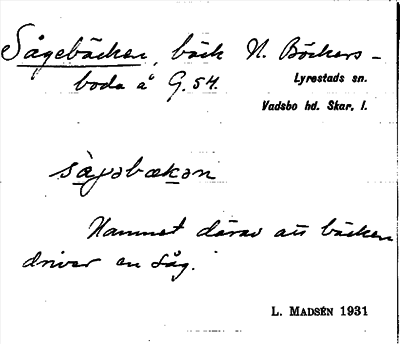 Sågebäcken, bäck N. Böckers-
boda å G. 54.
Lyrestads sn.
Vadsbo hd. Skar. l.
sågəbækən
Namnet därav att bäcken
driver en såg.
L. MADSÉN 1931